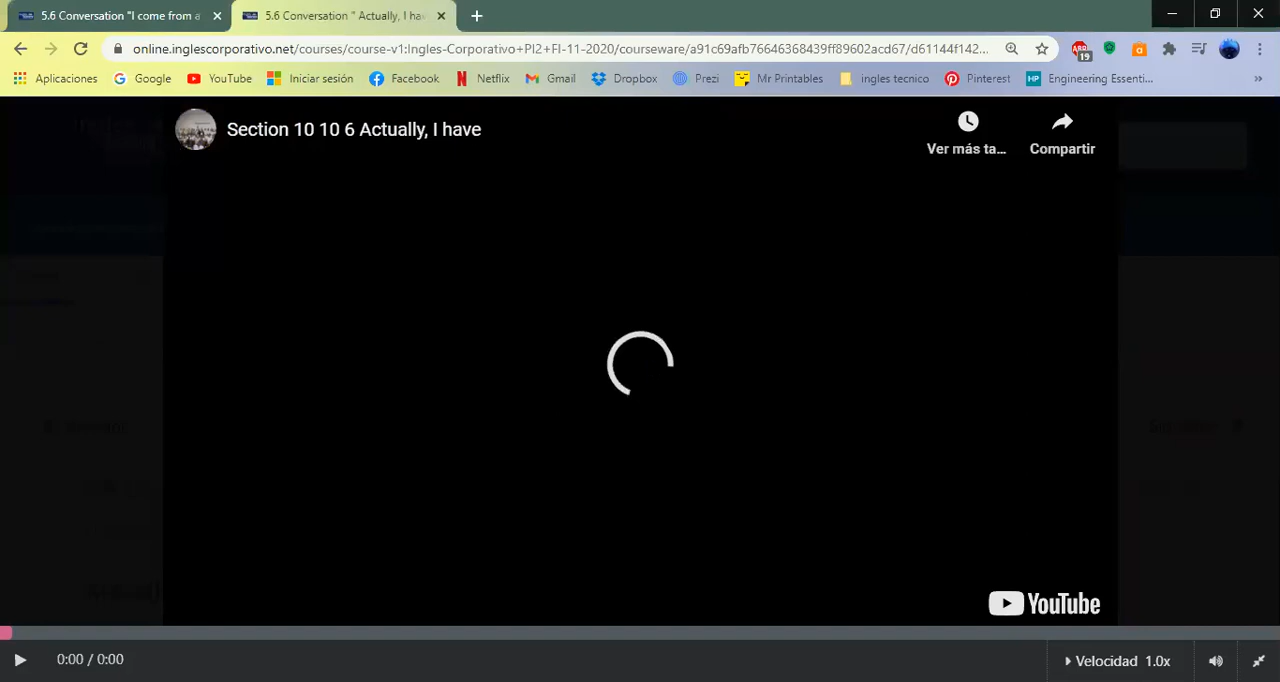 5.6 Conversation "I come from a
5.6 Conversation " Actually, I hav
online.inglescorporativo.net/courses/course-v1:Ingles-Corporativo+PI2+FI-11-2020/courseware/a91c69afb76646368439ff89602acd67/d61144f142...
19
Aplicaciones Google YouTube Iniciar sesión Facebook Netflix Gmail Dropbox Prezi Mr Printables ingles tecnico Pinterest HP Engineering Essenti... »
Section 10 10 6 Actually, I have
Ver más ta... Compartir
YouTube
0:00 / 0:00 Velocidad 1.0x